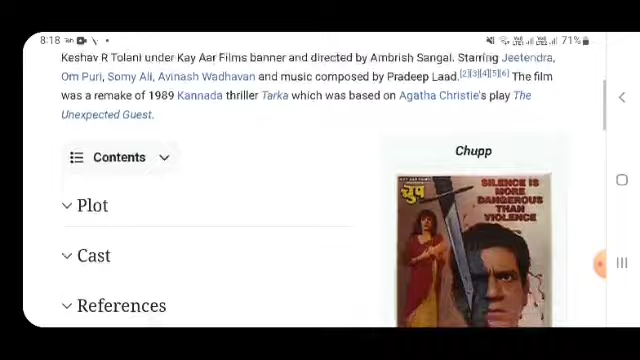 8:18
71%
Keshav R Tolani under Kay Aar Films banner and directed by Ambrish Sangal. Starring Jeetendra,
Om Puri, Somy Ali, Avinash Wadhavan and music composed by Pradeep Laad.[2][3][4][5][6] The film
was a remake of 1989 Kannada thriller Tarka which was based on Agatha Christie's play The
Unexpected Guest.
Contents
Plot
Cast
References
Chupp
चुप
SILENCE IS
MORE
DANGEROUS
THAN
VIOLENCE